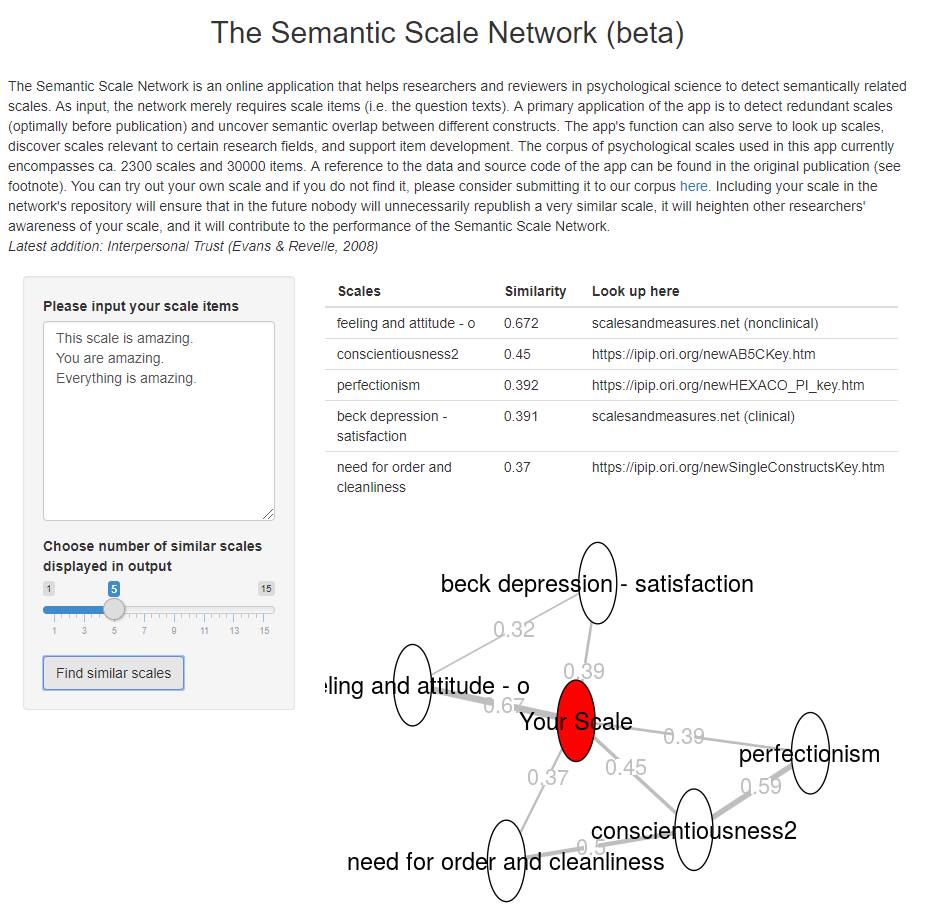 The Semantic Scale Network (beta)
The Semantic Scale Network is an online application that helps researchers and reviewers in psychological science to detect semantically related
scales. As input, the network merely requires scale items (i.e. the question texts). A primary application of the app is to detect redundant scales
(optimally before publication) and uncover semantic overlap between different constructs. The app's function can also serve to look up scales,
discover scales relevant to certain research fields, and support item development. The corpus of psychological scales used in this app currently
encompasses ca. 2300 scales and 30000 items. A reference to the data and source code of the app can be found in the original publication (see
footnote). You can try out your own scale and if you do not find it, please consider submitting it to our corpus here. Including your scale in the
network's repository will ensure that in the future nobody will unnecessarily republish a very similar scale, it will heighten other researchers'
awareness of your scale, and it will contribute to the performance of the Semantic Scale Network.
Latest addition: Interpersonal Trust (Evans & Revelle, 2008)
Please input your scale items
This scale is amazing.
You are amazing.
Everything is amazing.
Choose number of similar scales
displayed in output
1 5 15
1 3 5 7 9 11 13 15
Find similar scales
Scales Similarity Look up here
feeling and attitude - o 0.672 scalesandmeasures.net (nonclinical)
conscientiousness2 0.45 https://ipip.ori.org/newAB5CKey.htm
perfectionism 0.392 https://ipip.ori.org/newHEXACO_PI_key.htm
beck depression - 0.391 scalesandmeasures.net (clinical)
satisfaction
need for order and 0.37 https://ipip.ori.org/newSingleConstructsKey.htm
cleanliness
beck depression - satisfaction
0.32
0.39
ling and attitude - o
0.67
Your Scale
0.39
perfectionism
0.37
0.45
0.59
conscientiousness2
0.5
need for order and cleanliness